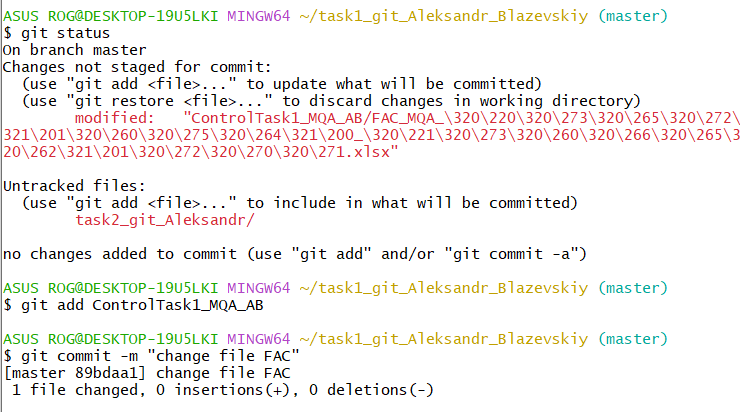 ASUS ROG@DESKTOP-19U5LKI MINGW64 ~/task1_git_Aleksandr_Blazevskiy (master)
$ git status
On branch master
Changes not staged for commit:
  (use "git add <file>..." to update what will be committed)
  (use "git restore <file>..." to discard changes in working directory)
        modified:   "ControlTask1_MQA_AB/FAC_MQA_\320\220\320\273\320\265\320\272\
321\201\320\260\320\275\320\264\321\200_\320\221\320\273\320\260\320\266\320\265\3
20\262\321\201\320\272\320\270\320\271.xlsx"

Untracked files:
  (use "git add <file>..." to include in what will be committed)
        task2_git_Aleksandr/

no changes added to commit (use "git add" and/or "git commit -a")

ASUS ROG@DESKTOP-19U5LKI MINGW64 ~/task1_git_Aleksandr_Blazevskiy (master)
$ git add ControlTask1_MQA_AB

ASUS ROG@DESKTOP-19U5LKI MINGW64 ~/task1_git_Aleksandr_Blazevskiy (master)
$ git commit -m "change file FAC"
[master 89bdaa1] change file FAC
 1 file changed, 0 insertions(+), 0 deletions(-)